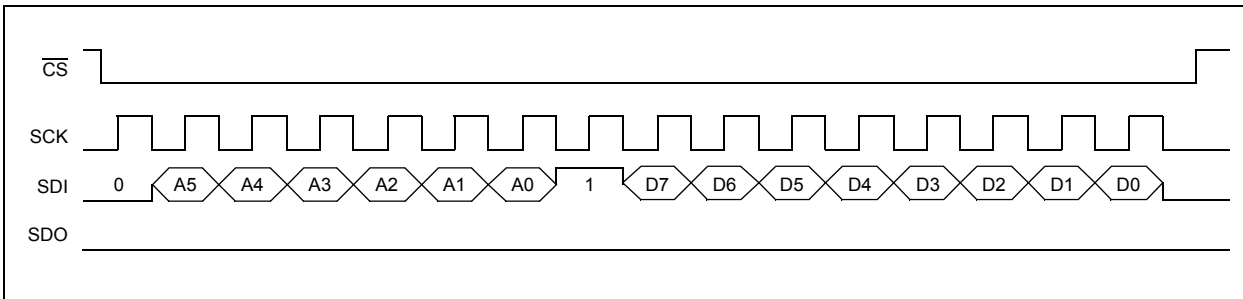 C̅S̅
SCK
SDI 0 A5 A4 A3 A2 A1 A0 1 D7 D6 D5 D4 D3 D2 D1 D0
SDO